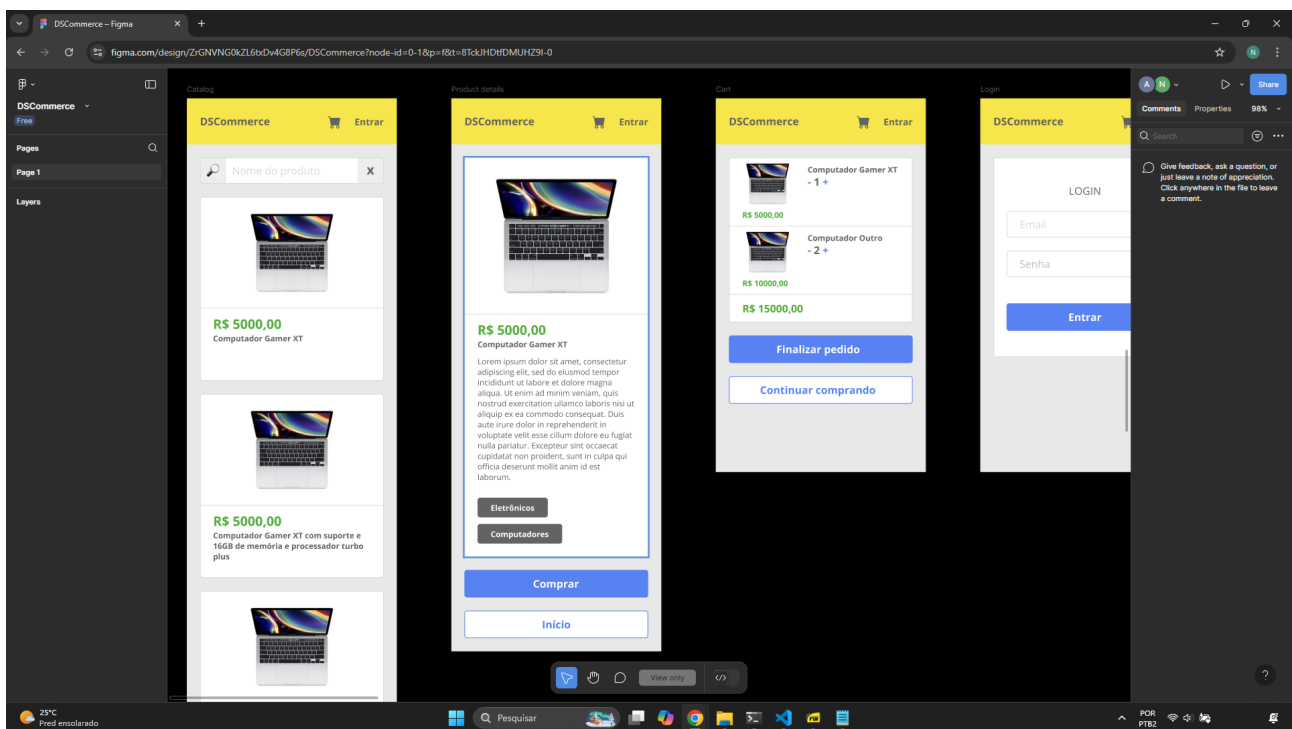 DSCommerce – Figma
figma.com/design/ZrGNVNG0kZL6txDv4G8P6s/DSCommerce?node-id=0-1&p=f&t=8TckJHDtfDMUHZ9I-0
N
DSCommerce
Free
Pages
Page 1
Layers
Catalog
DSCommerce
Entrar
Nome do produto
X
R$ 5000,00
Computador Gamer XT
R$ 5000,00
Computador Gamer XT com suporte e
16GB de memória e processador turbo
plus
Product details
DSCommerce
Entrar
R$ 5000,00
Computador Gamer XT
Lorem ipsum dolor sit amet, consectetur
adipiscing elit, sed do eiusmod tempor
incididunt ut labore et dolore magna
aliqua. Ut enim ad minim veniam, quis
nostrud exercitation ullamco laboris nisi ut
aliquip ex ea commodo consequat. Duis
aute irure dolor in reprehenderit in
voluptate velit esse cillum dolore eu fugiat
nulla pariatur. Excepteur sint occaecat
cupidatat non proident, sunt in culpa qui
officia deserunt mollit anim id est
laborum.
Eletrônicos
Computadores
Comprar
Início
Cart
DSCommerce
Entrar
Computador Gamer XT
- 1 +
R$ 5000,00
Computador Outro
- 2 +
R$ 10000,00
R$ 15000,00
Finalizar pedido
Continuar comprando
Login
DSCommerce
LOGIN
Email
Senha
Entrar
A
N
Share
Comments
Properties
98%
Search
Give feedback, ask a question, or
just leave a note of appreciation.
Click anywhere in the file to leave
a comment.
View only
?
25°C
Pred ensolarado
Pesquisar
POR
PTB2